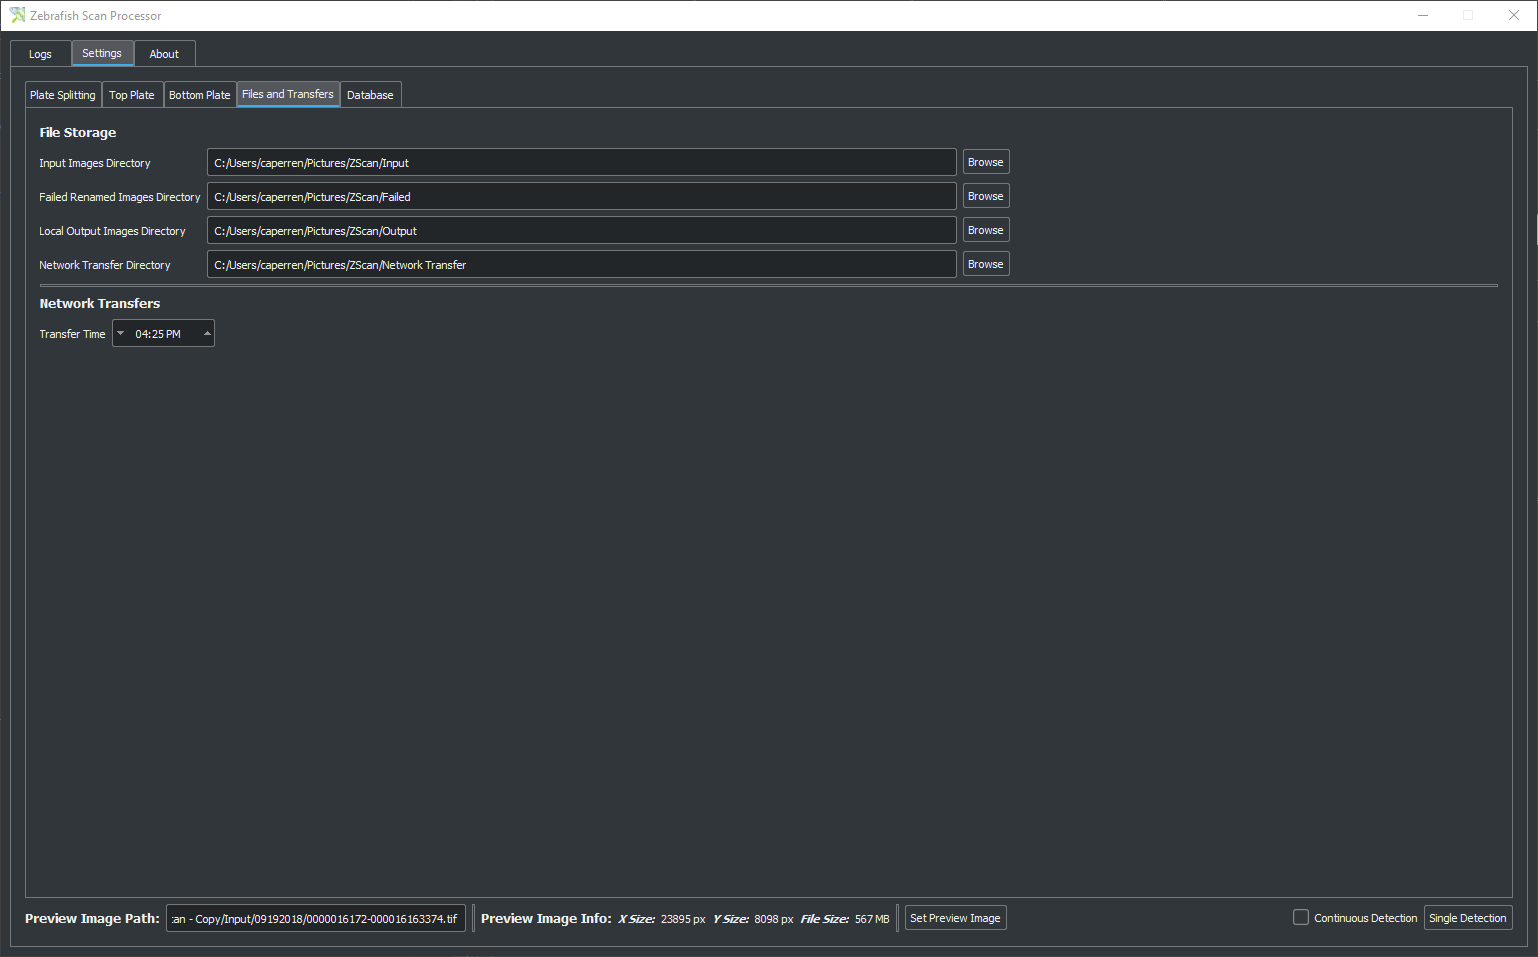 Zebrafish Scan Processor
Logs Settings About
Plate Splitting Top Plate Bottom Plate Files and Transfers Database
File Storage
Input Images Directory C:/Users/caperren/Pictures/ZScan/Input Browse
Failed Renamed Images Directory C:/Users/caperren/Pictures/ZScan/Failed Browse
Local Output Images Directory C:/Users/caperren/Pictures/ZScan/Output Browse
Network Transfer Directory C:/Users/caperren/Pictures/ZScan/Network Transfer Browse
Network Transfers
Transfer Time 04:25 PM
Preview Image Path: can - Copy/Input/09192018/0000016172-000016163374.tif Preview Image Info: X Size: 23895 px Y Size: 8098 px File Size: 567 MB Set Preview Image Continuous Detection Single Detection